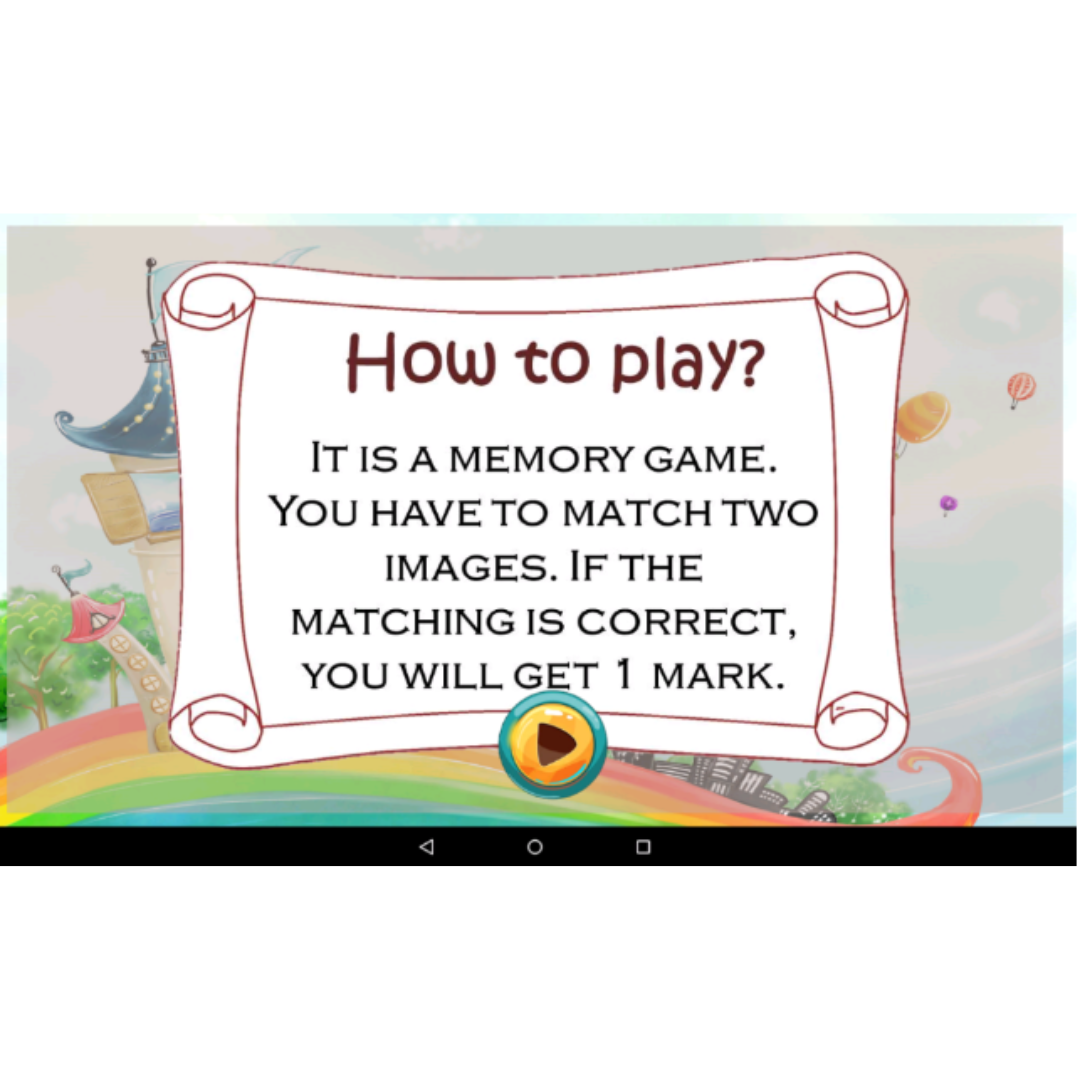 How to play?
It is a memory game.
You have to match two
images. If the
matching is correct,
you will get 1 mark.